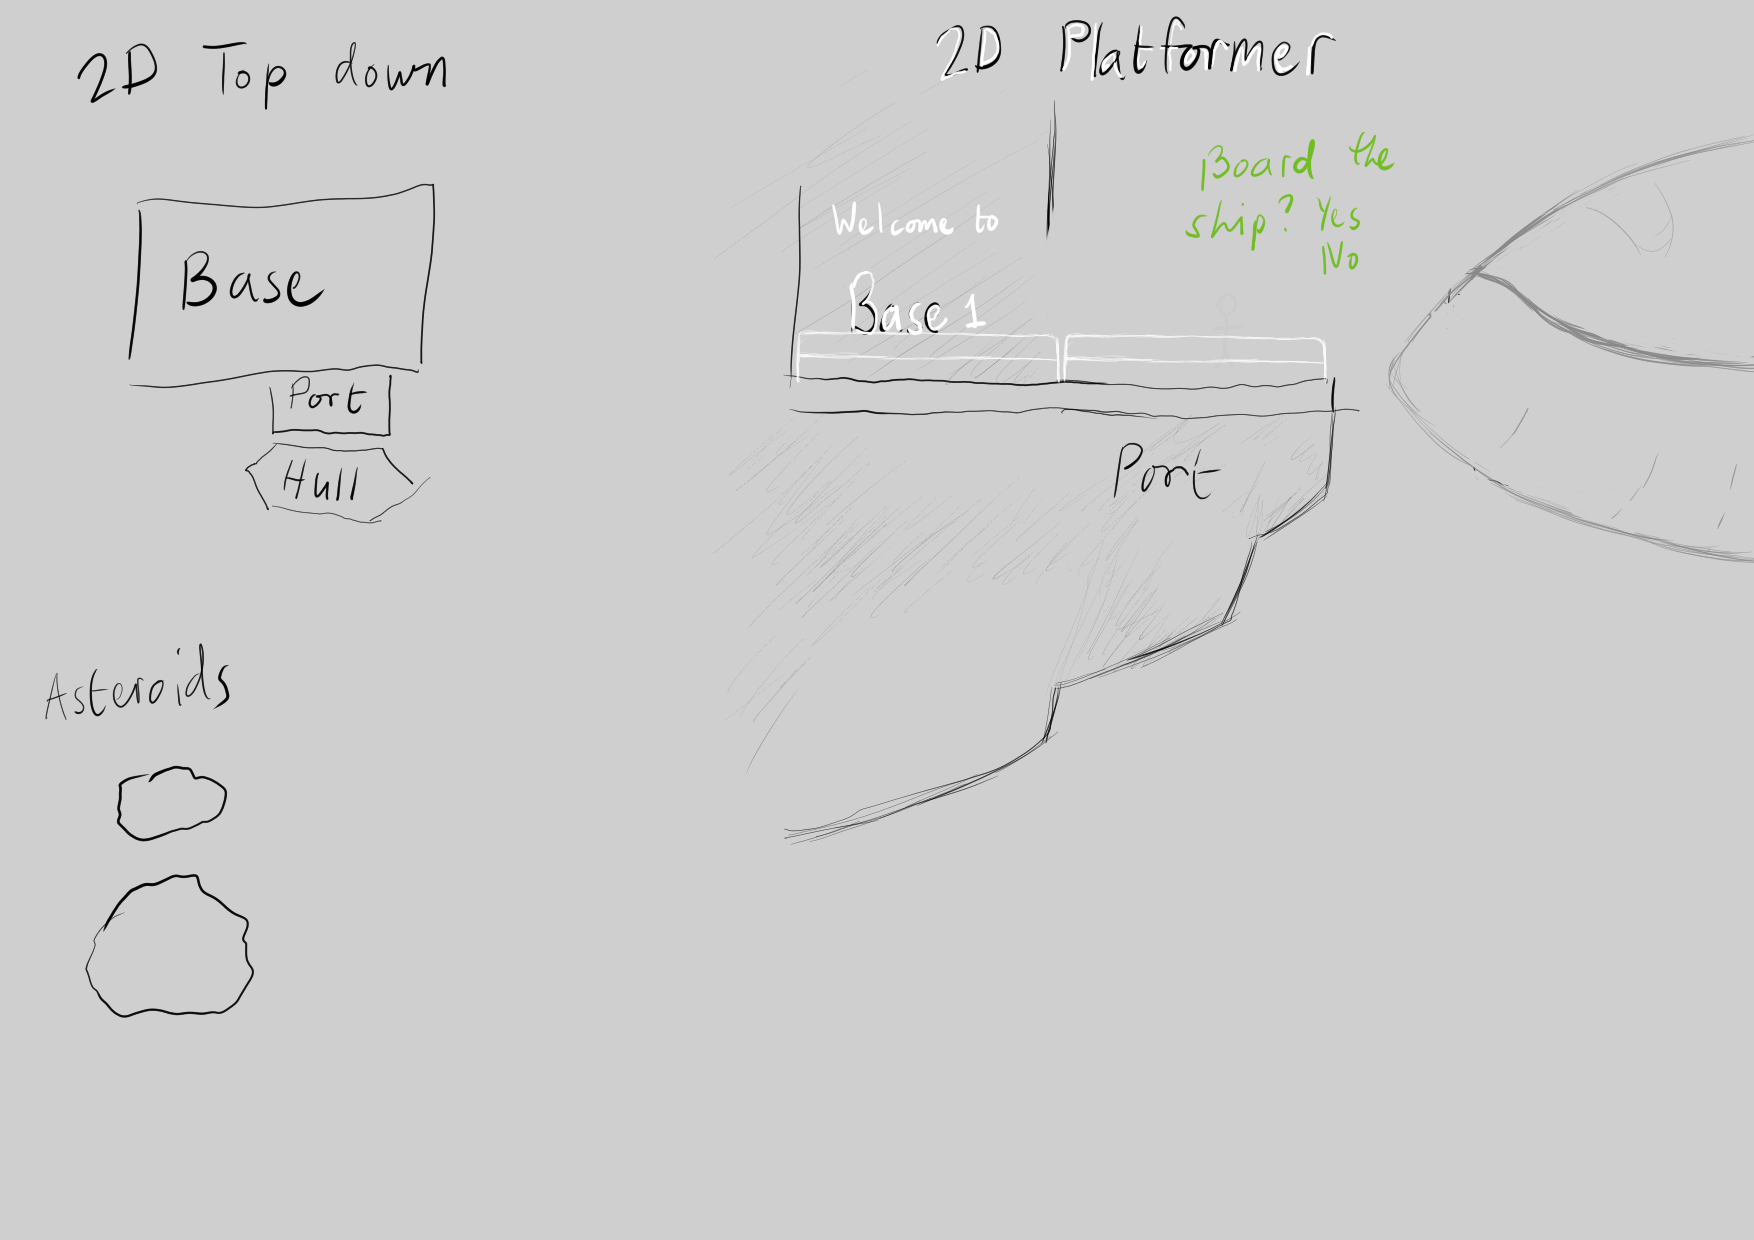 2D Top down
Base
Port
Hull
Asteroids
2D Platformer
Welcome to
Base 1
Board the
ship? Yes
No
Port